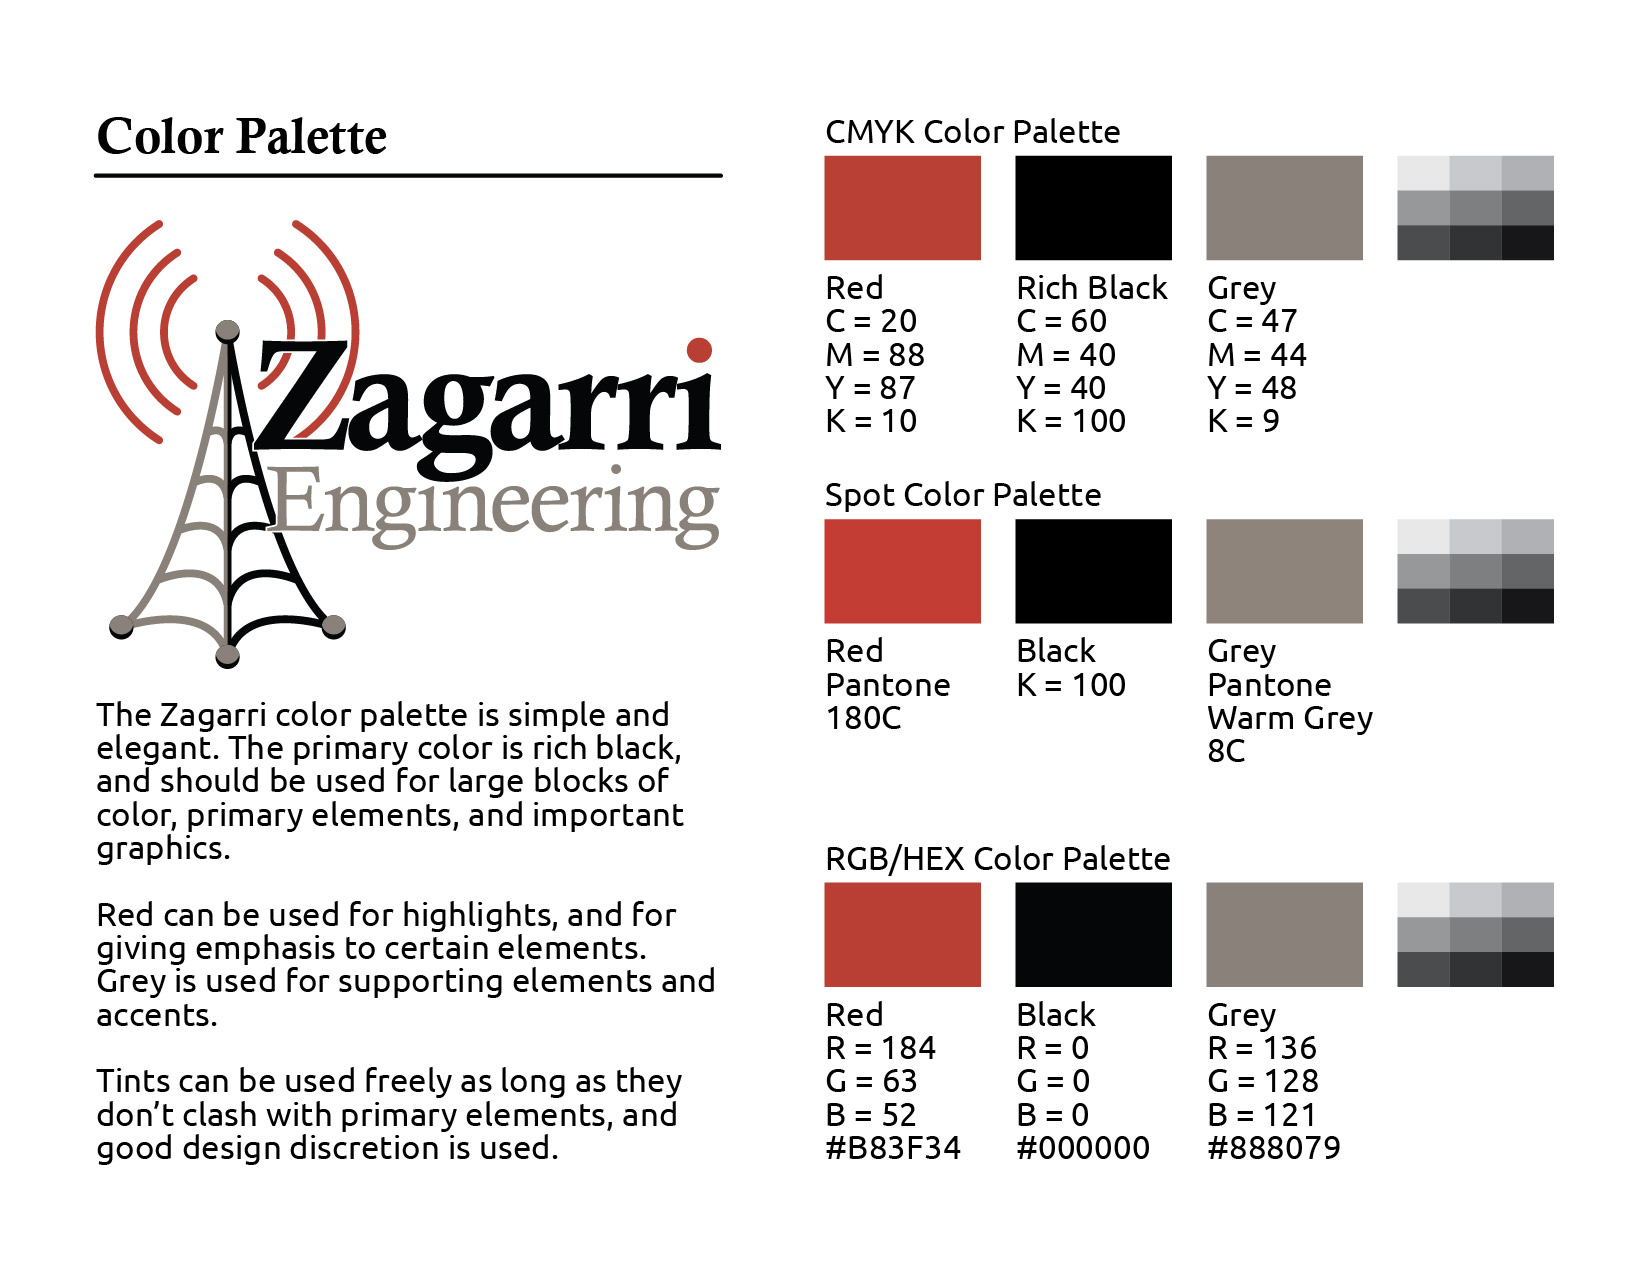 Color Palette
Zagarri
Engineering
The Zagarri color palette is simple and
elegant. The primary color is rich black,
and should be used for large blocks of
color, primary elements, and important
graphics.
Red can be used for highlights, and for
giving emphasis to certain elements.
Grey is used for supporting elements and
accents.
Tints can be used freely as long as they
don’t clash with primary elements, and
good design discretion is used.
CMYK Color Palette
Red
C = 20
M = 88
Y = 87
K = 10
Rich Black
C = 60
M = 40
Y = 40
K = 100
Grey
C = 47
M = 44
Y = 48
K = 9
Spot Color Palette
Red
Pantone
180C
Black
K = 100
Grey
Pantone
Warm Grey
8C
RGB/HEX Color Palette
Red
R = 184
G = 63
B = 52
#B83F34
Black
R = 0
G = 0
B = 0
#000000
Grey
R = 136
G = 128
B = 121
#888079